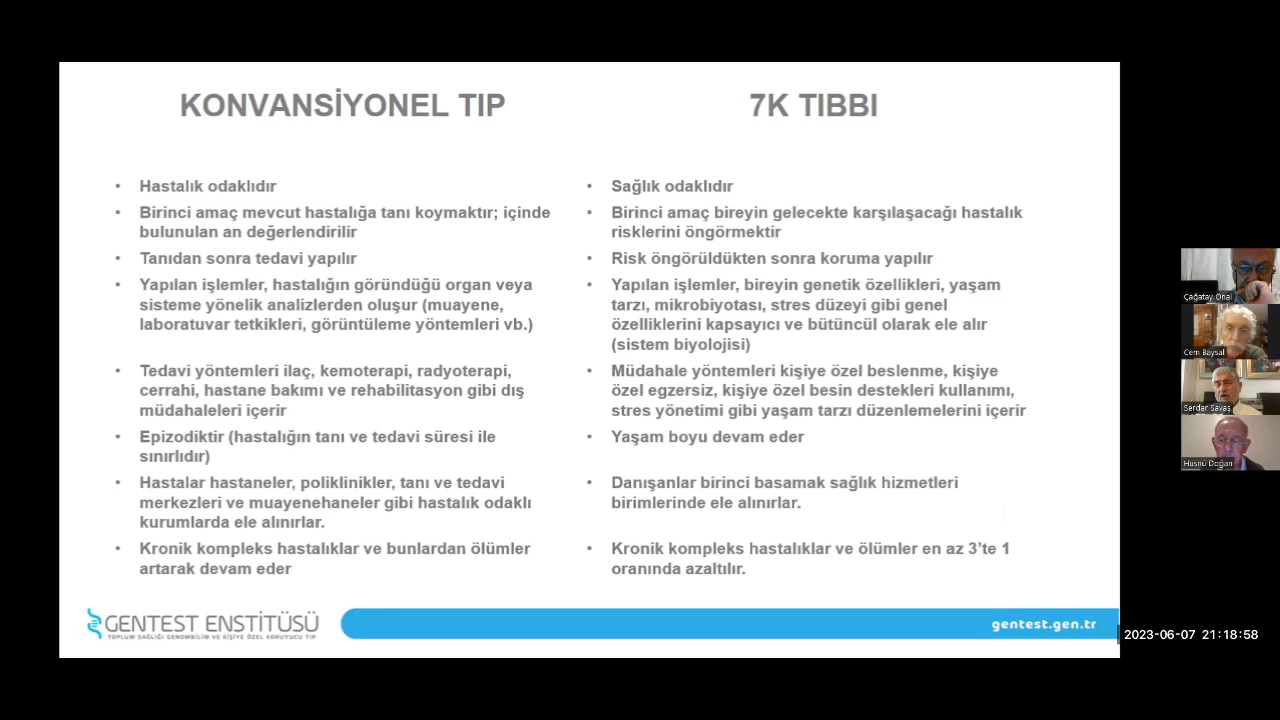 KONVANSİYONEL TIP
• Hastalık odaklıdır
• Birinci amaç mevcut hastalığa tanı koymaktır; içinde
bulunulan an değerlendirilir
• Tanıdan sonra tedavi yapılır
• Yapılan işlemler, hastalığın göründüğü organ veya
sisteme yönelik analizlerden oluşur (muayene,
laboratuvar tetkikleri, görüntüleme yöntemleri vb.)
• Tedavi yöntemleri ilaç, kemoterapi, radyoterapi,
cerrahi, hastane bakımı ve rehabilitasyon gibi dış
müdahaleleri içerir
• Epizodiktir (hastalığın tanı ve tedavi süresi ile
sınırlıdır)
• Hastalar hastaneler, poliklinikler, tanı ve tedavi
merkezleri ve muayenehaneler gibi hastalık odaklı
kurumlarda ele alınırlar.
• Kronik kompleks hastalıklar ve bunlardan ölümler
artarak devam eder
7K TIBBI
• Sağlık odaklıdır
• Birinci amaç bireyin gelecekte karşılaşacağı hastalık
risklerini öngörmektir
• Risk öngörüldükten sonra koruma yapılır
• Yapılan işlemler, bireyin genetik özellikleri, yaşam
tarzı, mikrobiyotası, stres düzeyi gibi genel
özelliklerini kapsayıcı ve bütüncül olarak ele alır
(sistem biyolojisi)
• Müdahale yöntemleri kişiye özel beslenme, kişiye
özel egzersiz, kişiye özel besin destekleri kullanımı,
stres yönetimi gibi yaşam tarzı düzenlemelerini içerir
• Yaşam boyu devam eder
• Danışanlar birinci basamak sağlık hizmetleri
birimlerinde ele alınırlar.
• Kronik kompleks hastalıklar ve ölümler en az 3’te 1
oranında azaltılır.
GENTEST ENSTİTÜSÜ
TOPLUM SAĞLIĞI GENOMBİLİM VE KİŞİYE ÖZEL KORUYUCU TIP
gentest.gen.tr
Çağatay Önal
Cem Baysal
Serdar Savaş
Hüsnü Doğan
2023-06-07 21:18:58